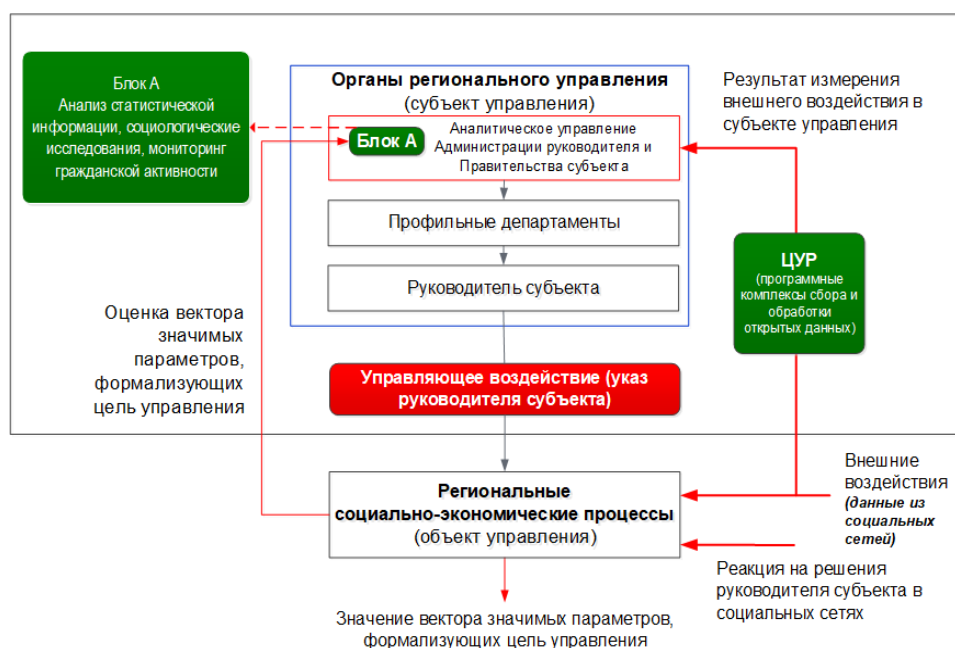 Блок А
Анализ статистической
информации, социологические
исследования, мониторинг
гражданской активности
Органы регионального управления
(субъект управления)
Блок А
Аналитическое управление
Администрации руководителя и
Правительства субъекта
Профильные департаменты
Руководитель субъекта
Результат измерения
внешнего воздействия в
субъекте управления
ЦУР
(программные
комплексы сбора и
обработки
открытых данных)
Оценка вектора
значимых
параметров,
формализующих
цель управления
Управляющее воздействие (указ
руководителя субъекта)
Региональные
социально-экономические процессы
(объект управления)
Внешние
воздействия
(данные из
социальных
сетей)
Реакция на решения
руководителя субъекта в
социальных сетях
Значение вектора значимых параметров,
формализующих цель управления